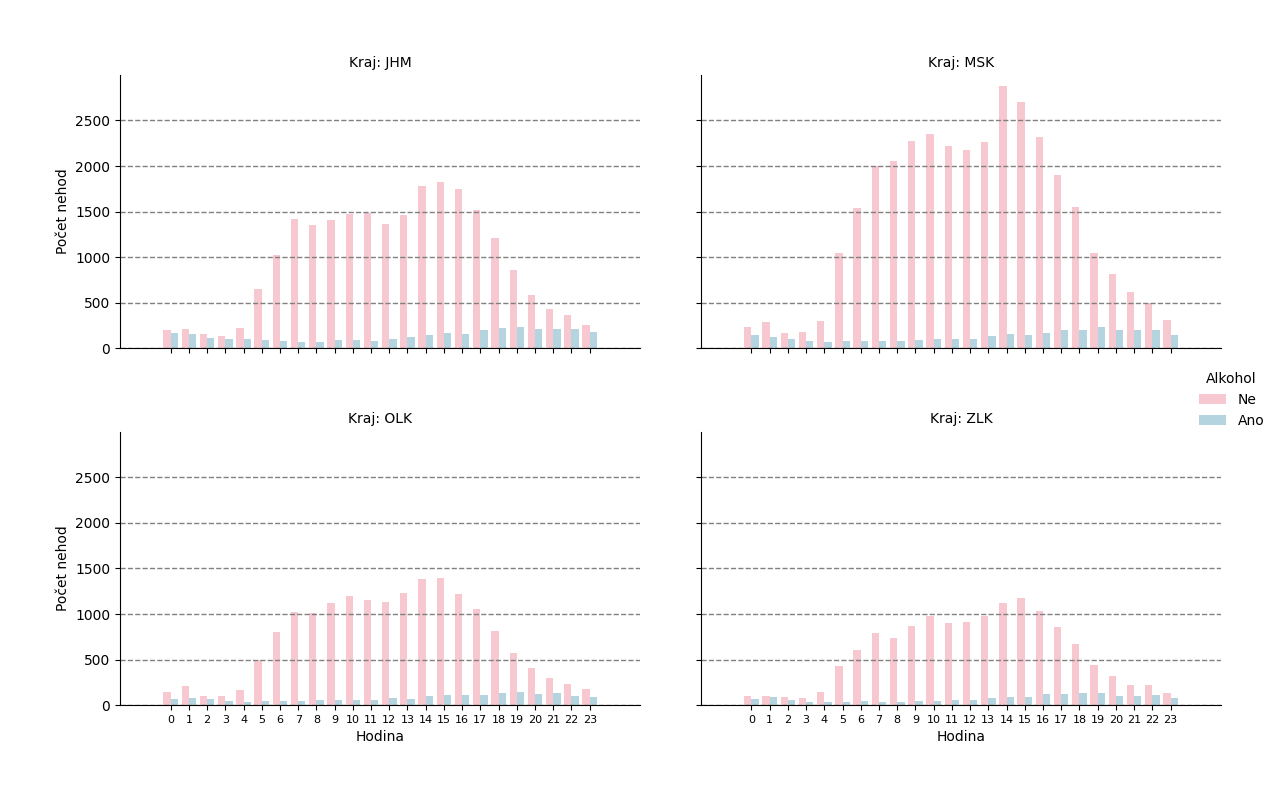 Kraj: JHM
Kraj: MSK
2500
2000
1500
1000
500
0
Počet nehod
Alkohol
Ne
Ano
Kraj: OLK
Kraj: ZLK
2500
2000
1500
1000
500
0
Počet nehod
0 1 2 3 4 5 6 7 8 9 10 11 12 13 14 15 16 17 18 19 20 21 22 23
0 1 2 3 4 5 6 7 8 9 10 11 12 13 14 15 16 17 18 19 20 21 22 23
Hodina
Hodina